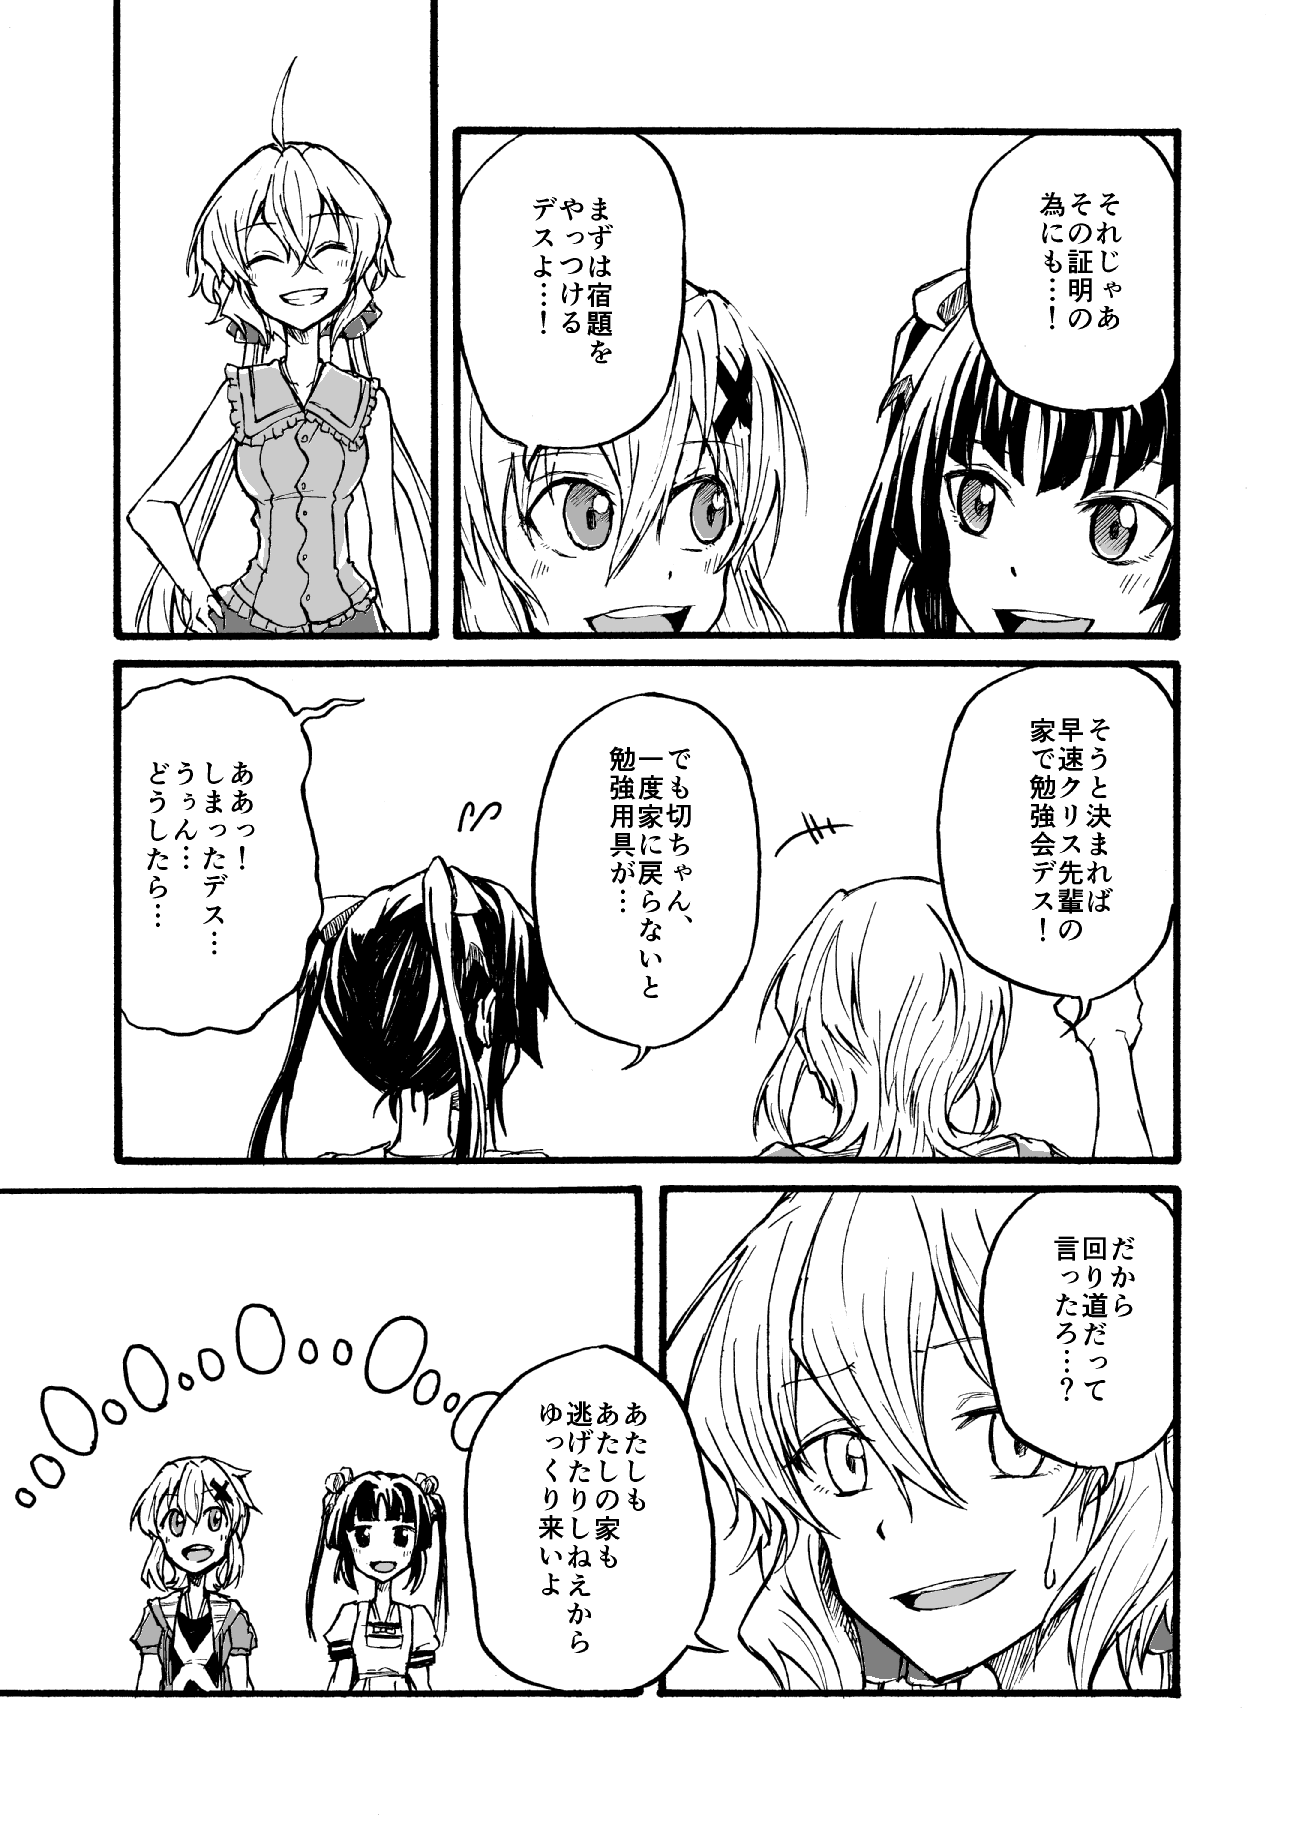 それじゃあ
その証明の
為にも…!
まずは宿題を
やっつける
デスよ…!
そうと決まれば
早速クリス先輩の
家で勉強会デス!
でも切ちゃん、
一度家に戻らないと
勉強用具が…
ああっ!
しまったデス…
うぅん…
どうしたら…
だから
回り道だって
言ったろ…?
あたしも
あたしの家も
逃げたりしねえから
ゆっくり来いよ